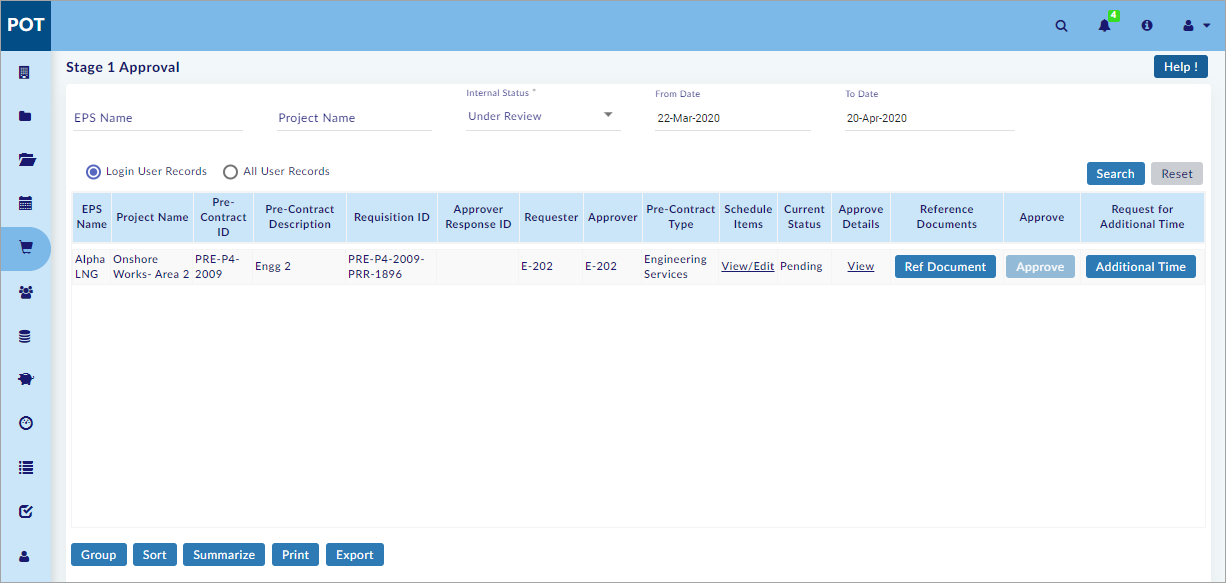 POT
4
Stage 1 Approval
Help !
EPS Name
Project Name
Internal Status *
Under Review
From Date
22-Mar-2020
To Date
20-Apr-2020
Login User Records
All User Records
Search
Reset
EPS Name
Project Name
Pre-Contract ID
Pre-Contract Description
Requisition ID
Approver Response ID
Requester
Approver
Pre-Contract Type
Schedule Items
Current Status
Approve Details
Reference Documents
Approve
Request for Additional Time
Alpha LNG
Onshore Works- Area 2
PRE-P4-2009
Engg 2
PRE-P4-2009-PRR-1896
E-202
E-202
Engineering Services
View/Edit
Pending
View
Ref Document
Approve
Additional Time
Group
Sort
Summarize
Print
Export